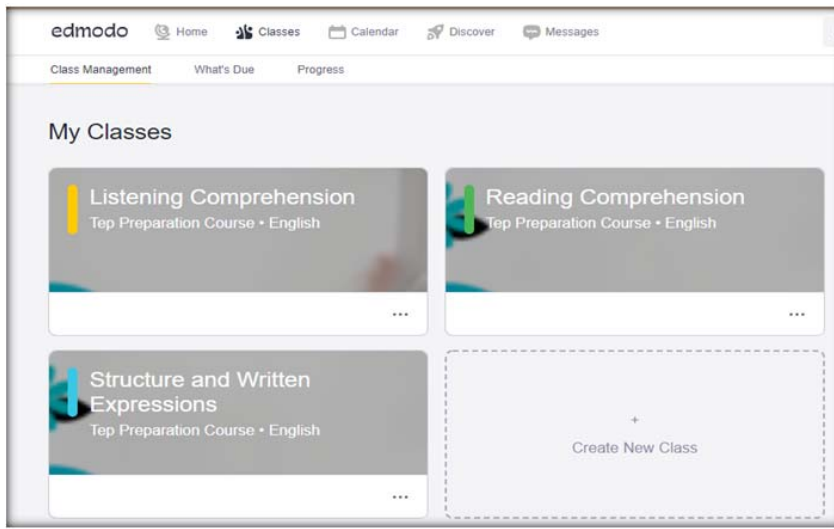 edmodo Home Classes Calendar Discover Messages
Class Management What's Due Progress
My Classes
Listening Comprehension
Tep Preparation Course • English
...
Reading Comprehension
Tep Preparation Course • English
...
Structure and Written
Expressions
Tep Preparation Course • English
...
+
Create New Class